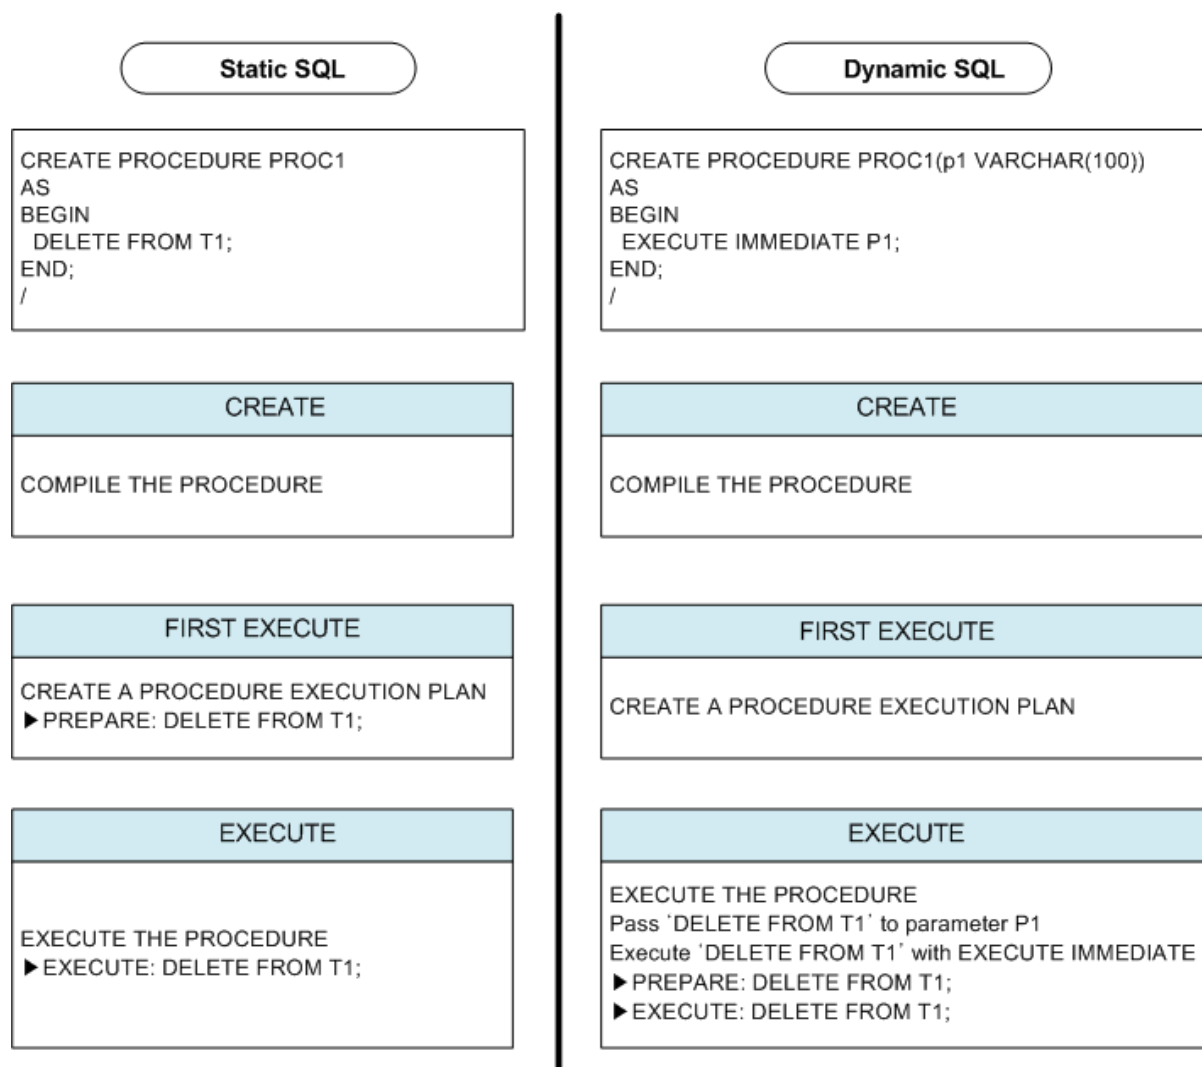 Static SQL
CREATE PROCEDURE PROC1
AS
BEGIN
DELETE FROM T1;
END;
/
CREATE
COMPILE THE PROCEDURE
FIRST EXECUTE
CREATE A PROCEDURE EXECUTION PLAN
▶PREPARE: DELETE FROM T1;
EXECUTE
EXECUTE THE PROCEDURE
▶EXECUTE: DELETE FROM T1;
Dynamic SQL
CREATE PROCEDURE PROC1(p1 VARCHAR(100))
AS
BEGIN
EXECUTE IMMEDIATE P1;
END;
/
CREATE
COMPILE THE PROCEDURE
FIRST EXECUTE
CREATE A PROCEDURE EXECUTION PLAN
EXECUTE
EXECUTE THE PROCEDURE
Pass ‘DELETE FROM T1’ to parameter P1
Execute ‘DELETE FROM T1’ with EXECUTE IMMEDIATE
▶PREPARE: DELETE FROM T1;
▶EXECUTE: DELETE FROM T1;